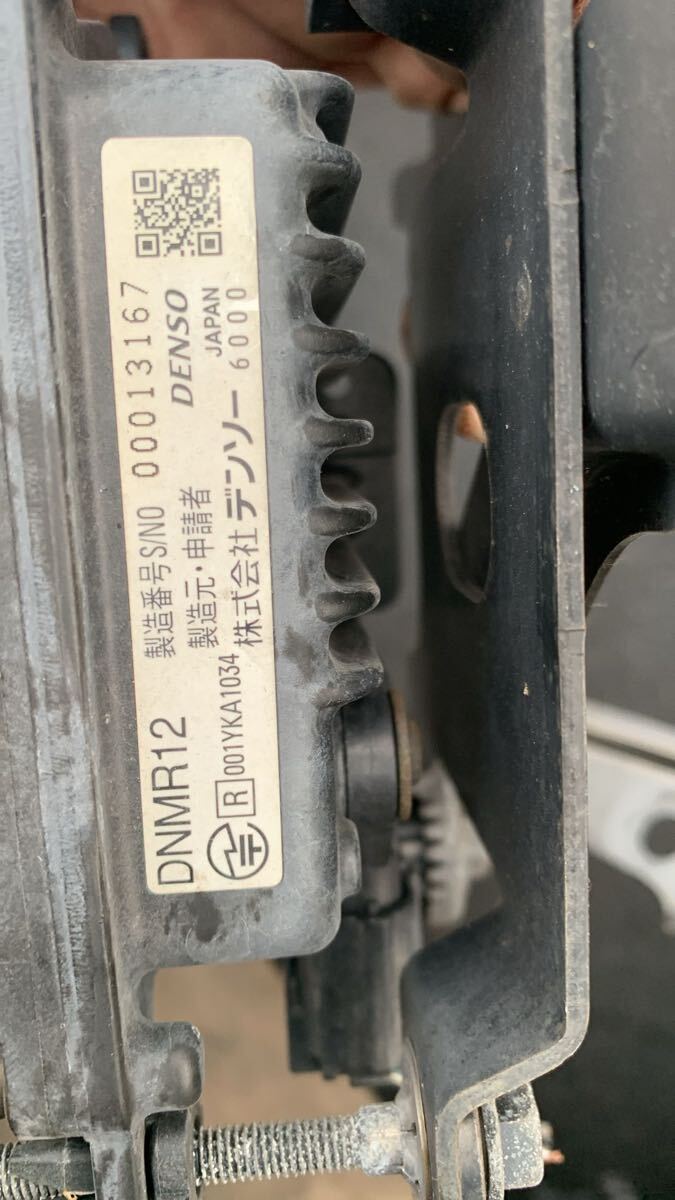 DNMR12
製造番号S/NO 00013167
製造元・申請者 DENSO
株式会社 デンソー
JAPAN
6000
R 001YKA1034